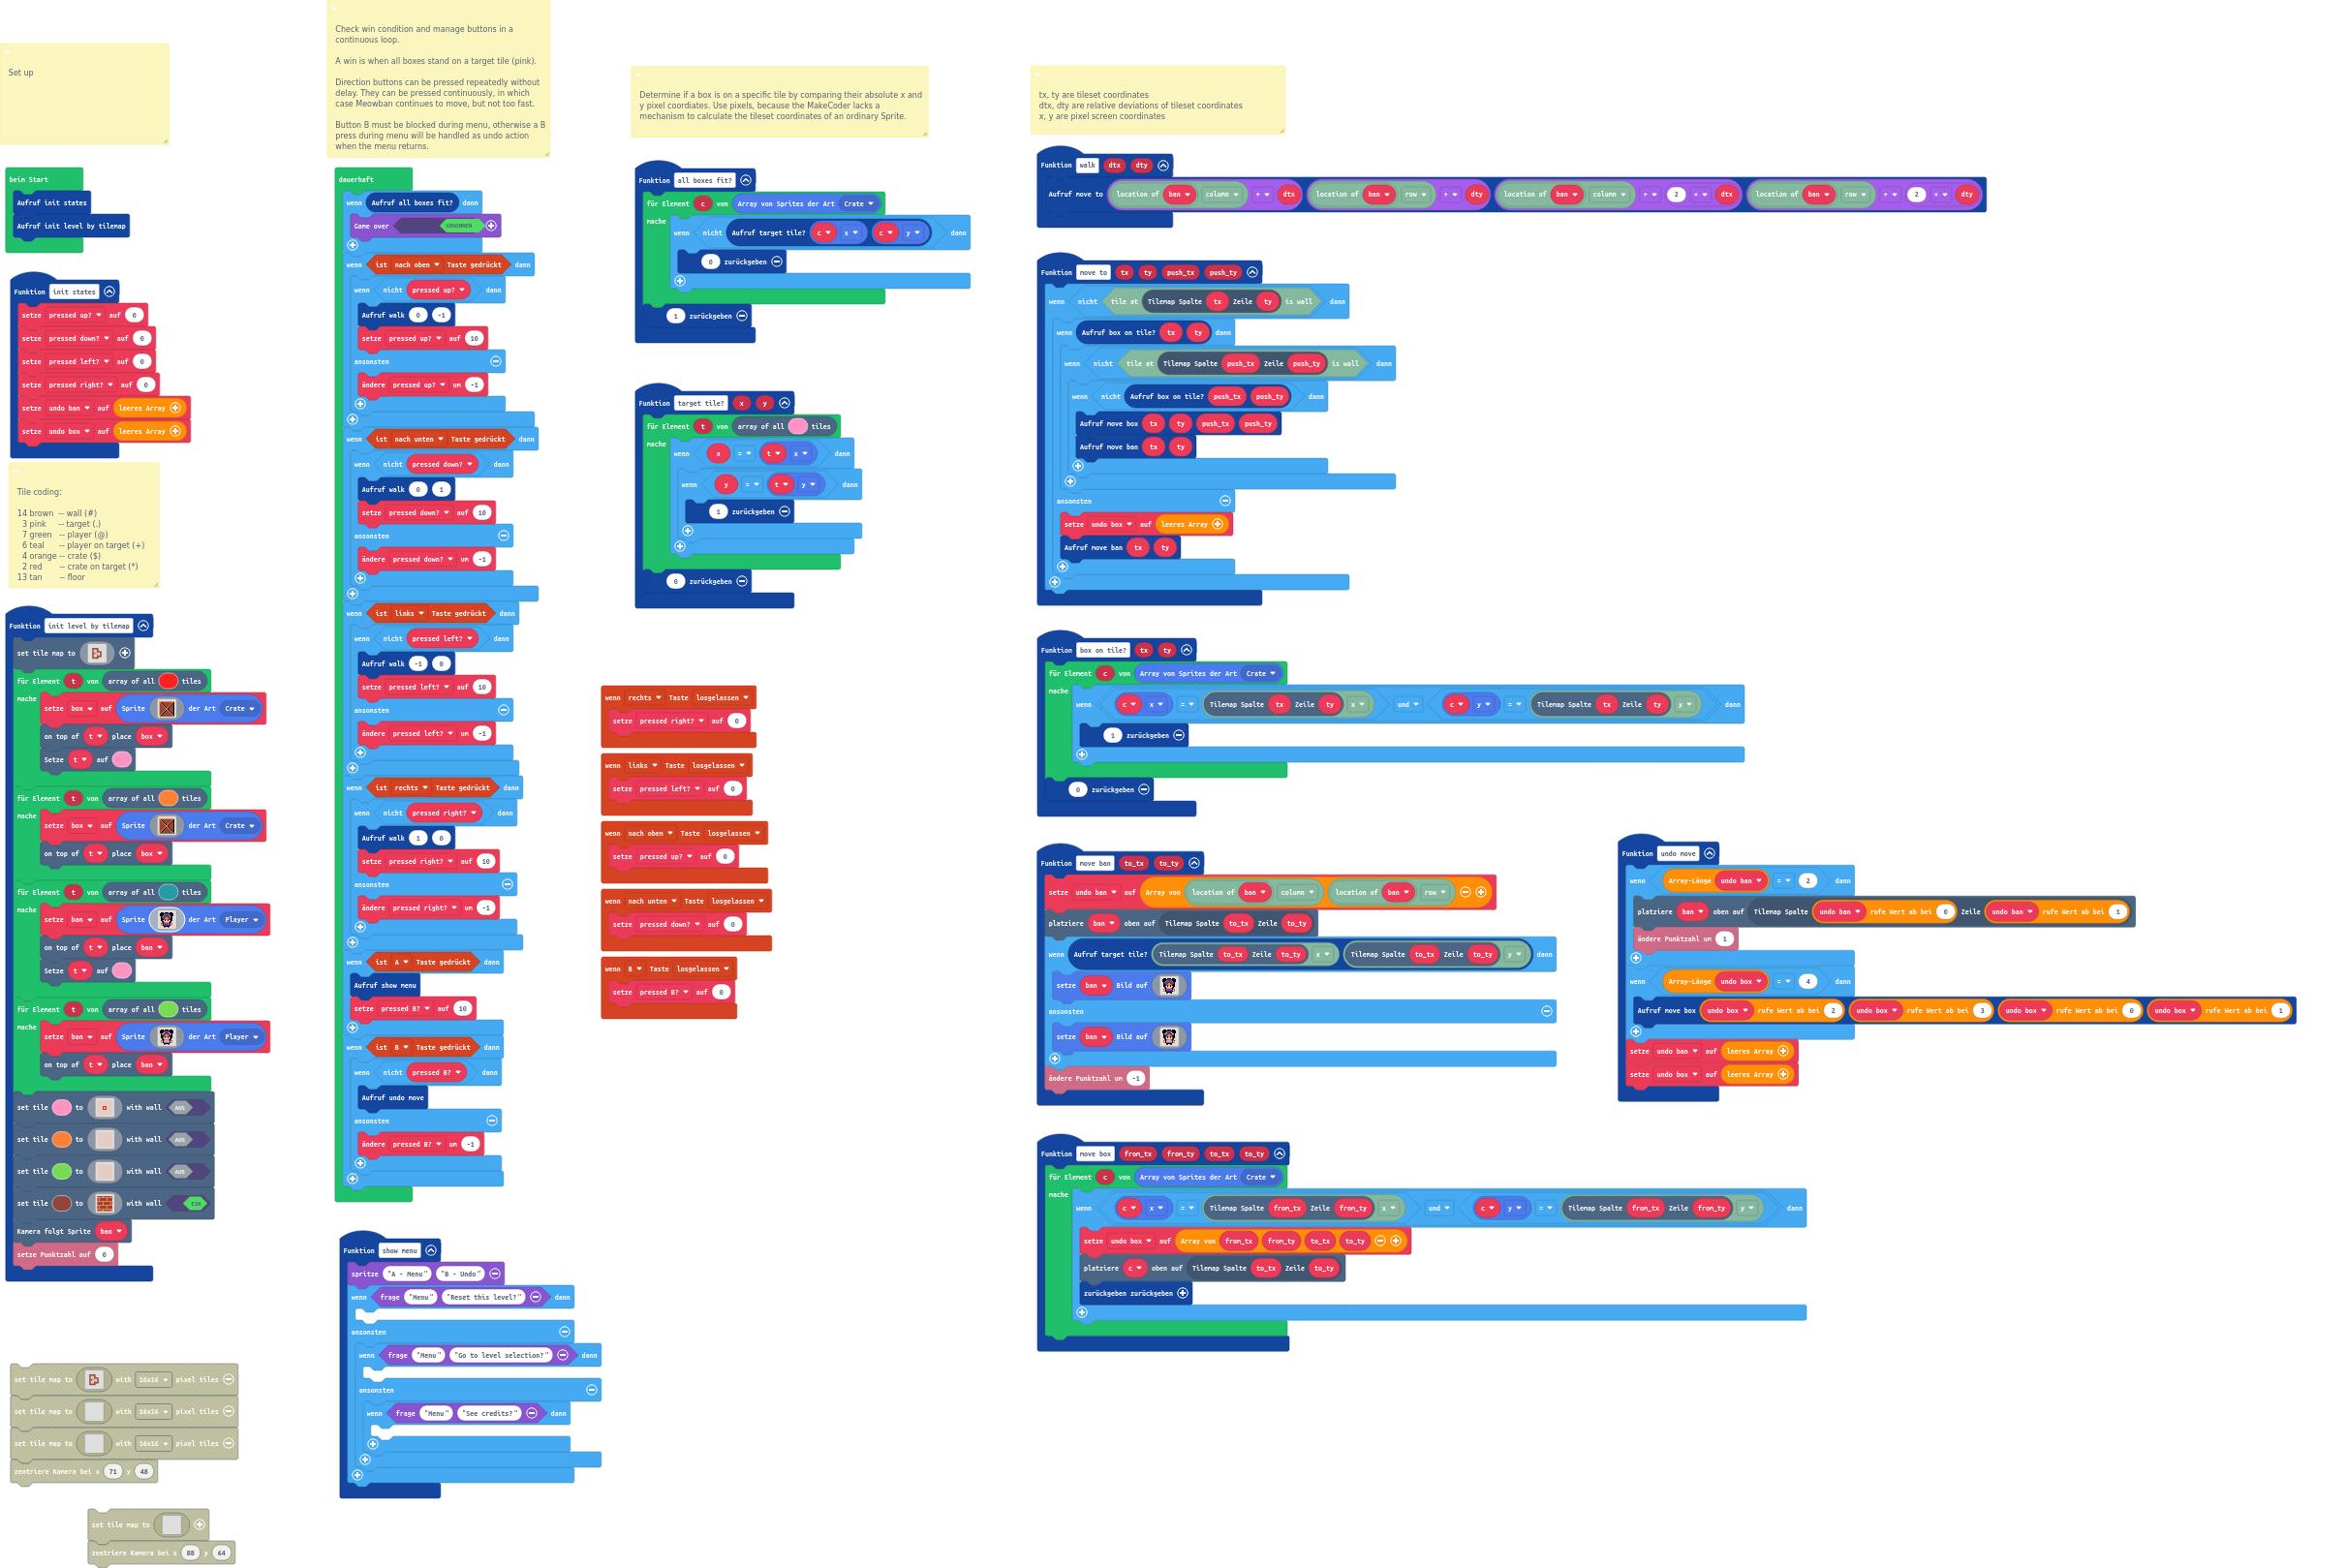 Set up
beim Start
Aufruf init states
Aufruf init level by tilemap
Funktion init states
setze pressed up? auf 0
setze pressed down? auf 0
setze pressed left? auf 0
setze pressed right? auf 0
setze undo ban auf leeres Array
setze undo box auf leeres Array
Tile coding:
14 brown -- wall (#)
3 pink -- target (.)
7 green -- player (@)
6 teal -- player on target (+)
4 orange -- crate ($)
2 red -- crate on target (*)
13 tan -- floor
Funktion init level by tilemap
set tile map to
für Element t von array of all tiles
mache
setze box auf Sprite der Art Crate
on top of t place box
Setze t auf
für Element t von array of all tiles
mache
setze box auf Sprite der Art Crate
on top of t place box
für Element t von array of all tiles
mache
setze ban auf Sprite der Art Player
on top of t place ban
Setze t auf
für Element t von array of all tiles
mache
setze ban auf Sprite der Art Player
on top of t place ban
set tile to with wall AUS
set tile to with wall AUS
set tile to with wall AUS
set tile to with wall EIN
Kamera folgt Sprite ban
setze Punktzahl auf 0
set tile map to with 16x16 pixel tiles
set tile map to with 16x16 pixel tiles
set tile map to with 16x16 pixel tiles
zentriere Kamera bei x 71 y 48
set tile map to
zentriere Kamera bei x 88 y 64
Check win condition and manage buttons in a
continuous loop.
A win is when all boxes stand on a target tile (pink).
Direction buttons can be pressed repeatedly without
delay. They can be pressed continuously, in which
case Meowban continues to move, but not too fast.
Button B must be blocked during menu, otherwise a B
press during menu will be handled as undo action
when the menu returns.
dauerhaft
wenn Aufruf all boxes fit? dann
Game over GEWINNEN
wenn ist nach oben Taste gedrückt dann
wenn nicht pressed up? dann
Aufruf walk 0 -1
setze pressed up? auf 10
ansonsten
ändere pressed up? um -1
wenn ist nach unten Taste gedrückt dann
wenn nicht pressed down? dann
Aufruf walk 0 1
setze pressed down? auf 10
ansonsten
ändere pressed down? um -1
wenn ist links Taste gedrückt dann
wenn nicht pressed left? dann
Aufruf walk -1 0
setze pressed left? auf 10
ansonsten
ändere pressed left? um -1
wenn ist rechts Taste gedrückt dann
wenn nicht pressed right? dann
Aufruf walk 1 0
setze pressed right? auf 10
ansonsten
ändere pressed right? um -1
wenn ist A Taste gedrückt dann
Aufruf show menu
setze pressed B? auf 10
wenn ist B Taste gedrückt dann
wenn nicht pressed B? dann
Aufruf undo move
ansonsten
ändere pressed B? um -1
Funktion show menu
spritze "A - Menu" "B - Undo"
wenn frage "Menu" "Reset this level?" dann
ansonsten
wenn frage "Menu" "Go to level selection?" dann
ansonsten
wenn frage "Menu" "See credits?" dann
Determine if a box is on a specific tile by comparing their absolute x and
y pixel coordiates. Use pixels, because the MakeCoder lacks a
mechanism to calculate the tileset coordinates of an ordinary Sprite.
Funktion all boxes fit?
für Element c von Array von Sprites der Art Crate
mache
wenn nicht Aufruf target tile? c x c y dann
0 zurückgeben
1 zurückgeben
Funktion target tile? x y
für Element t von array of all tiles
mache
wenn x = t x dann
wenn y = t y dann
1 zurückgeben
0 zurückgeben
wenn rechts Taste losgelassen
setze pressed right? auf 0
wenn links Taste losgelassen
setze pressed left? auf 0
wenn nach oben Taste losgelassen
setze pressed up? auf 0
wenn nach unten Taste losgelassen
setze pressed down? auf 0
wenn B Taste losgelassen
setze pressed B? auf 0
tx, ty are tileset coordinates
dtx, dty are relative deviations of tileset coordinates
x, y are pixel screen coordinates
Funktion walk dtx dty
Aufruf move to location of ban column + dtx location of ban row + dty location of ban column + 2 × dtx location of ban row + 2 × dty
Funktion move to tx ty push_tx push_ty
wenn nicht tile at Tilemap Spalte tx Zeile ty is wall dann
wenn Aufruf box on tile? tx ty dann
wenn nicht tile at Tilemap Spalte push_tx Zeile push_ty is wall dann
wenn nicht Aufruf box on tile? push_tx push_ty dann
Aufruf move box tx ty push_tx push_ty
Aufruf move ban tx ty
ansonsten
setze undo box auf leeres Array
Aufruf move ban tx ty
Funktion box on tile? tx ty
für Element c von Array von Sprites der Art Crate
mache
wenn c x = Tilemap Spalte tx Zeile ty x und c y = Tilemap Spalte tx Zeile ty y dann
1 zurückgeben
0 zurückgeben
Funktion move ban to_tx to_ty
setze undo ban auf Array von location of ban column location of ban row
platziere ban oben auf Tilemap Spalte to_tx Zeile to_ty
wenn Aufruf target tile? Tilemap Spalte to_tx Zeile to_ty x Tilemap Spalte to_tx Zeile to_ty y dann
setze ban Bild auf
ansonsten
setze ban Bild auf
ändere Punktzahl um -1
Funktion undo move
wenn Array-Länge undo ban = 2 dann
platziere ban oben auf Tilemap Spalte undo ban rufe Wert ab bei 0 Zeile undo ban rufe Wert ab bei 1
ändere Punktzahl um 1
wenn Array-Länge undo box = 4 dann
Aufruf move box undo box rufe Wert ab bei 2 undo box rufe Wert ab bei 3 undo box rufe Wert ab bei 0 undo box rufe Wert ab bei 1
setze undo ban auf leeres Array
setze undo box auf leeres Array
Funktion move box from_tx from_ty to_tx to_ty
für Element c von Array von Sprites der Art Crate
mache
wenn c x = Tilemap Spalte from_tx Zeile from_ty x und c y = Tilemap Spalte from_tx Zeile from_ty y dann
setze undo box auf Array von from_tx from_ty to_tx to_ty
platziere c oben auf Tilemap Spalte to_tx Zeile to_ty
zurückgeben zurückgeben